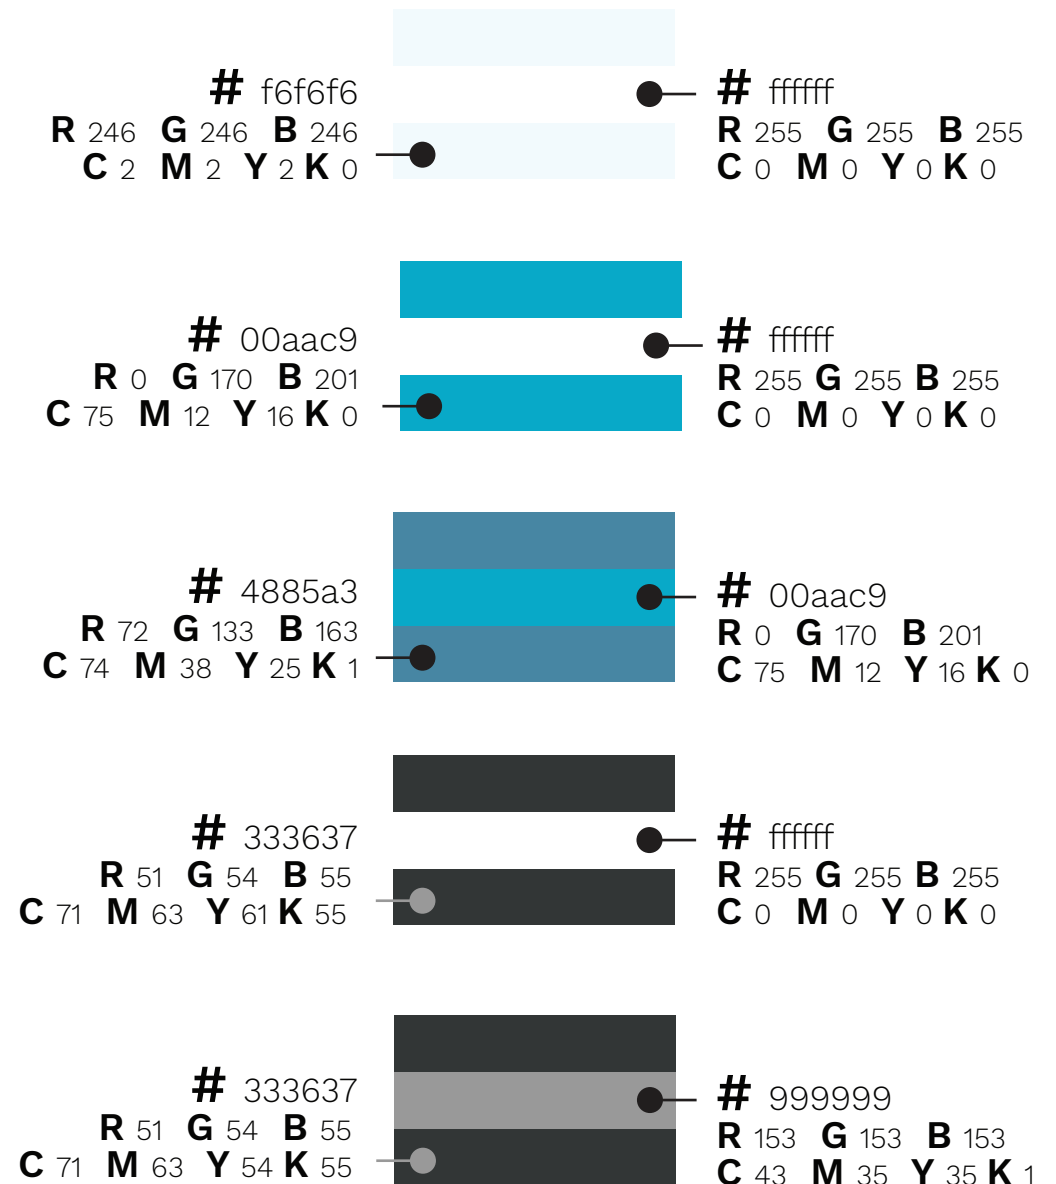 # f6f6f6
R 246 G 246 B 246
C 2 M 2 Y 2 K 0
# ffffff
R 255 G 255 B 255
C 0 M 0 Y 0 K 0
# 00aac9
R 0 G 170 B 201
C 75 M 12 Y 16 K 0
# ffffff
R 255 G 255 B 255
C 0 M 0 Y 0 K 0
# 4885a3
R 72 G 133 B 163
C 74 M 38 Y 25 K 1
# 00aac9
R 0 G 170 B 201
C 75 M 12 Y 16 K 0
# 333637
R 51 G 54 B 55
C 71 M 63 Y 61 K 55
# ffffff
R 255 G 255 B 255
C 0 M 0 Y 0 K 0
# 333637
R 51 G 54 B 55
C 71 M 63 Y 54 K 55
# 999999
R 153 G 153 B 153
C 43 M 35 Y 35 K 1